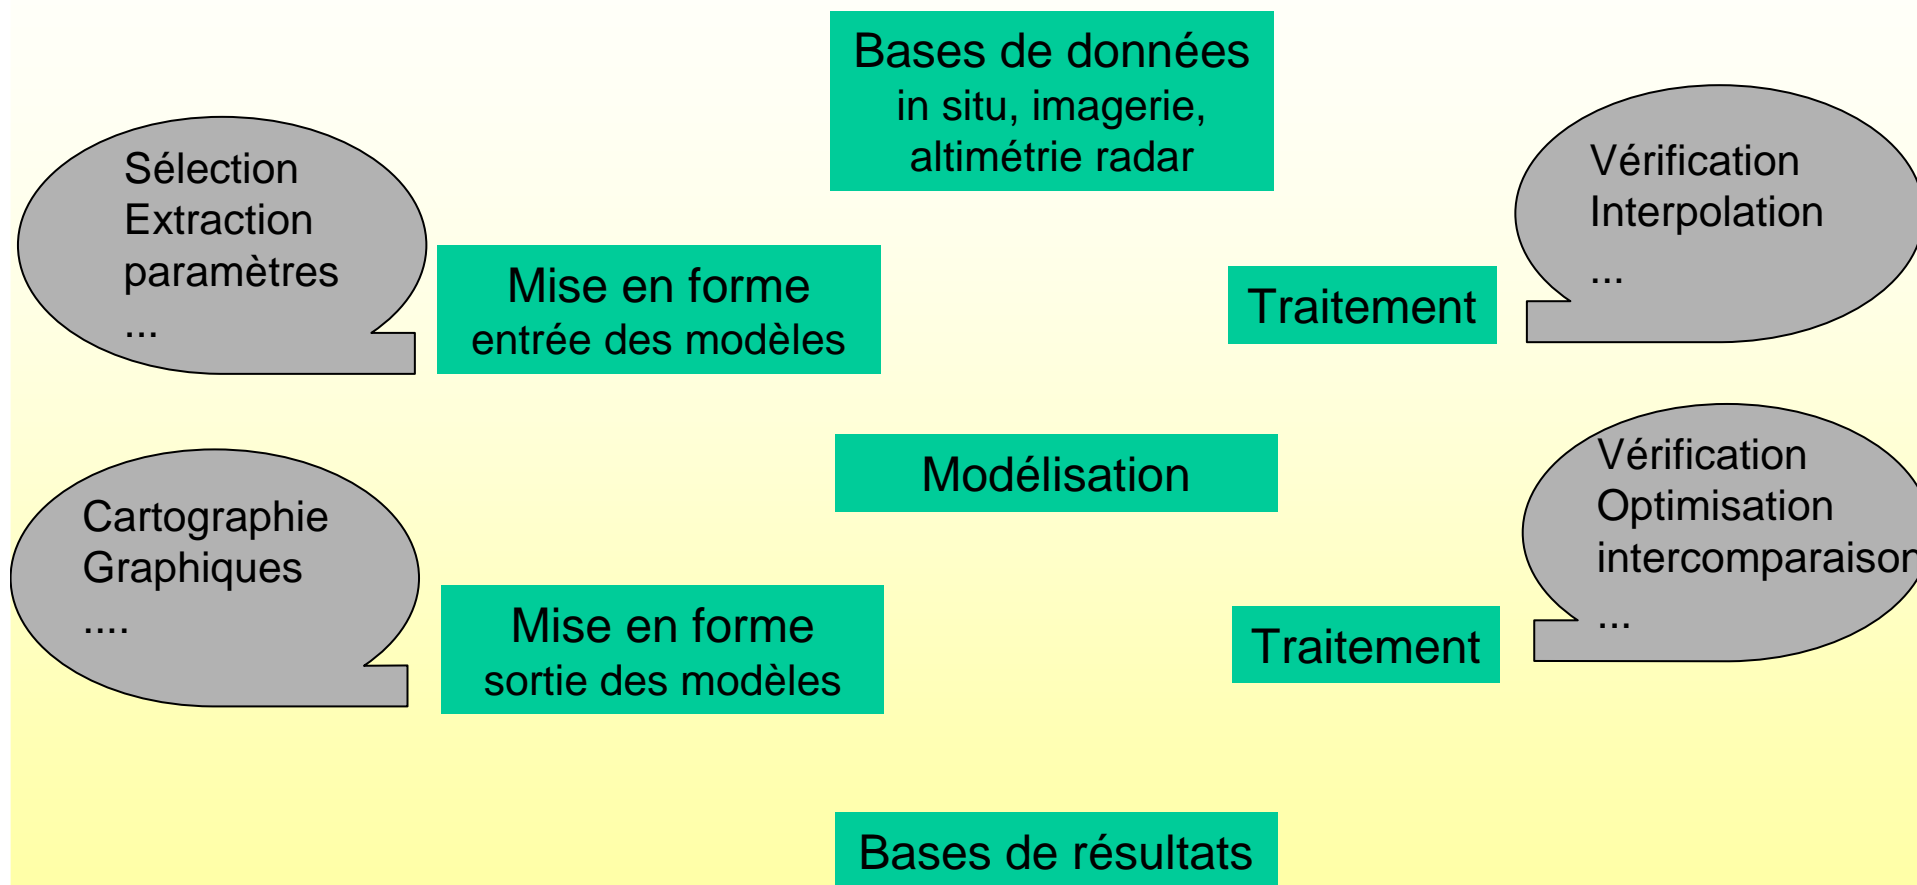 Bases de données
in situ, imagerie,
altimétrie radar
Sélection
Extraction
paramètres
...
Mise en forme
entrée des modèles
Traitement
Vérification
Interpolation
...
Modélisation
Cartographie
Graphiques
....
Mise en forme
sortie des modèles
Traitement
Vérification
Optimisation
intercomparaison
...
Bases de résultats